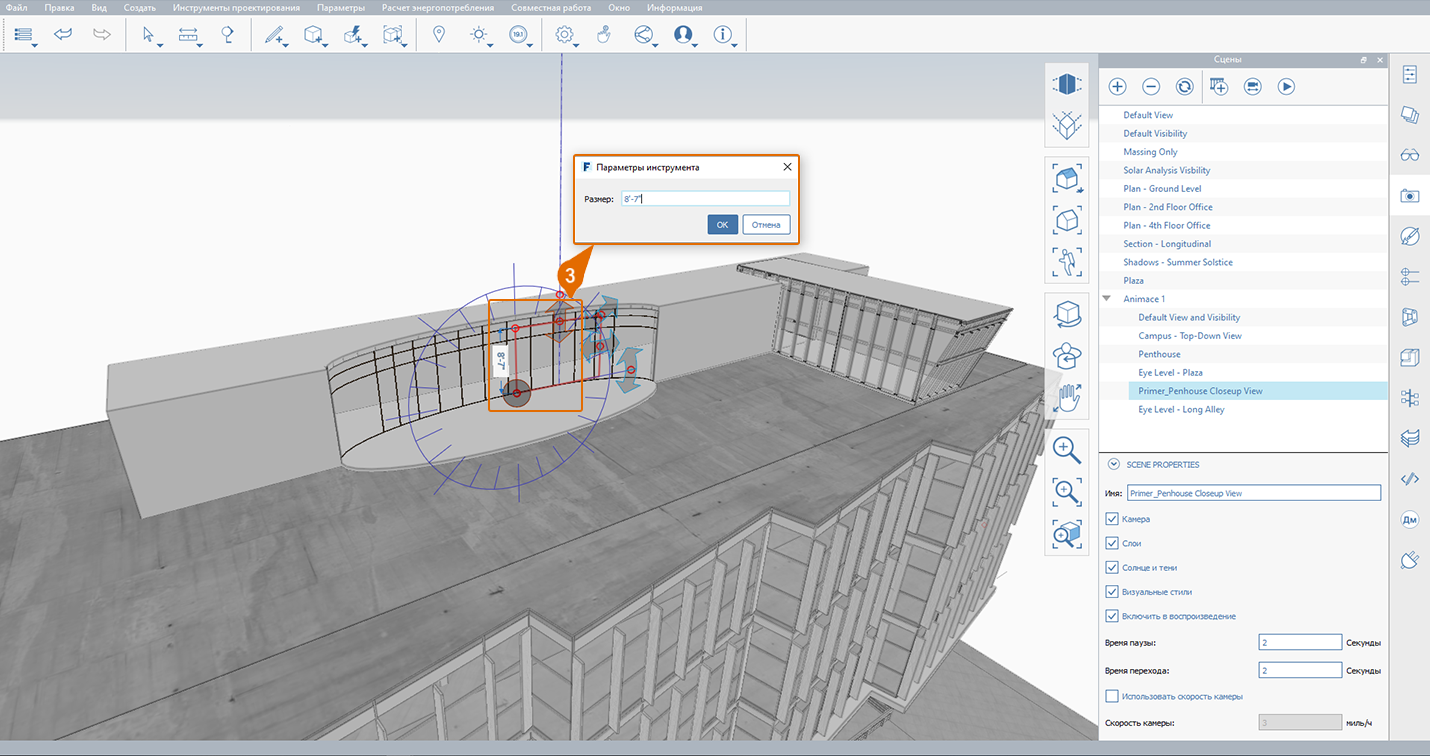 Файл Правка Вид Создать Инструменты проектирования Параметры Расчет энергопотребления Совместная работа Окно Информация
19.1
Сцены
F Параметры инструмента
Размер: 8'-7"
OK Отмена
3
8'-7"
Default View
Default Visibility
Massing Only
Solar Analysis Visbility
Plan - Ground Level
Plan - 2nd Floor Office
Plan - 4th Floor Office
Section - Longitudinal
Shadows - Summer Solstice
Plaza
Animace 1
Default View and Visibility
Campus - Top-Down View
Penthouse
Eye Level - Plaza
Primer_Penhouse Closeup View
Eye Level - Long Alley
SCENE PROPERTIES
Имя: Primer_Penhouse Closeup View
Камера
Слои
Солнце и тени
Визуальные стили
Включить в воспроизведение
Время паузы: 2 Секунды
Время перехода: 2 Секунды
Использовать скорость камеры
Скорость камеры: 3 миль/ч
Дм